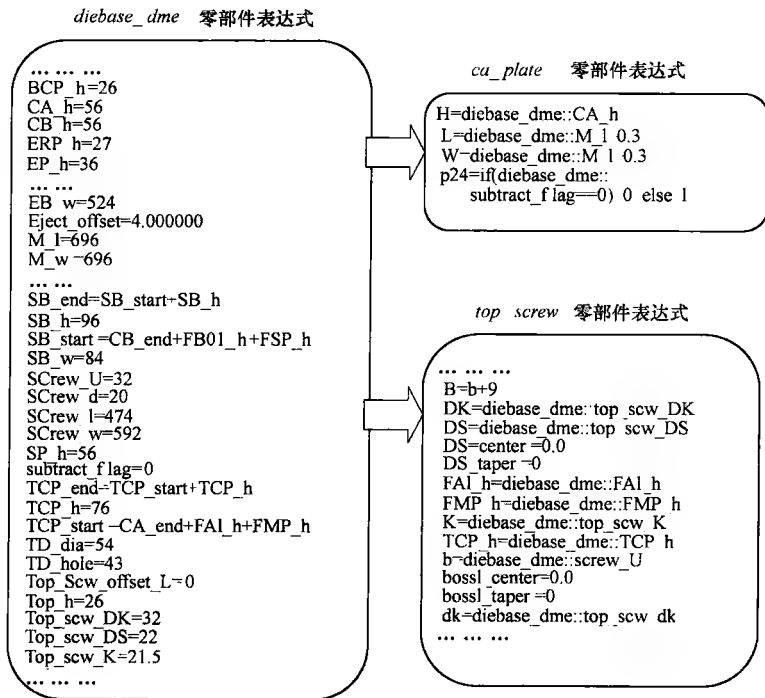 diebase_dme 零部件表达式
... ... ...
BCP_h=26
CA_h=56
CB_h=56
ERP_h=27
EP_h=36
... ...
EB_w=524
Eject_offset=4.000000
M_l=696
M_w=696
... ...
SB_end=SB_start+SB_h
SB_h=96
SB_start=CB_end+FB01_h+FSP_h
SB_w=84
SCrew_U=32
SCrew_d=20
SCrew_l=474
SCrew_w=592
SP_h=56
subtract_flag=0
TCP_end=TCP_start+TCP_h
TCP_h=76
TCP_start=CA_end+FAI_h+FMP_h
TD_dia=54
TD_hole=43
Top_Scw_offset_L=0
Top_h=26
Top_scw_DK=32
Top_scw_DS=22
Top_scw_K=21.5
... ... ...
ca_plate 零部件表达式
H=diebase_dme::CA_h
L=diebase_dme::M_l 0.3
W=diebase_dme::M_l 0.3
p24=if(diebase_dme::
subtract_flag==0) 0 else 1
top screw 零部件表达式
... ... ...
B=b+9
DK=diebase_dme::top scw_DK
DS=diebase_dme::top scw_DS
DS=center =0.0
DS_taper =0
FAI_h=diebase_dme::FAI_h
FMP_h=diebase_dme::FMP_h
K=diebase_dme::top_scw_K
TCP_h=diebase_dme::TCP_h
b=diebase_dme::screw_U
bossl_center=0.0
bossl_taper =0
dk=diebase_dme::top scw dk
... ... ...